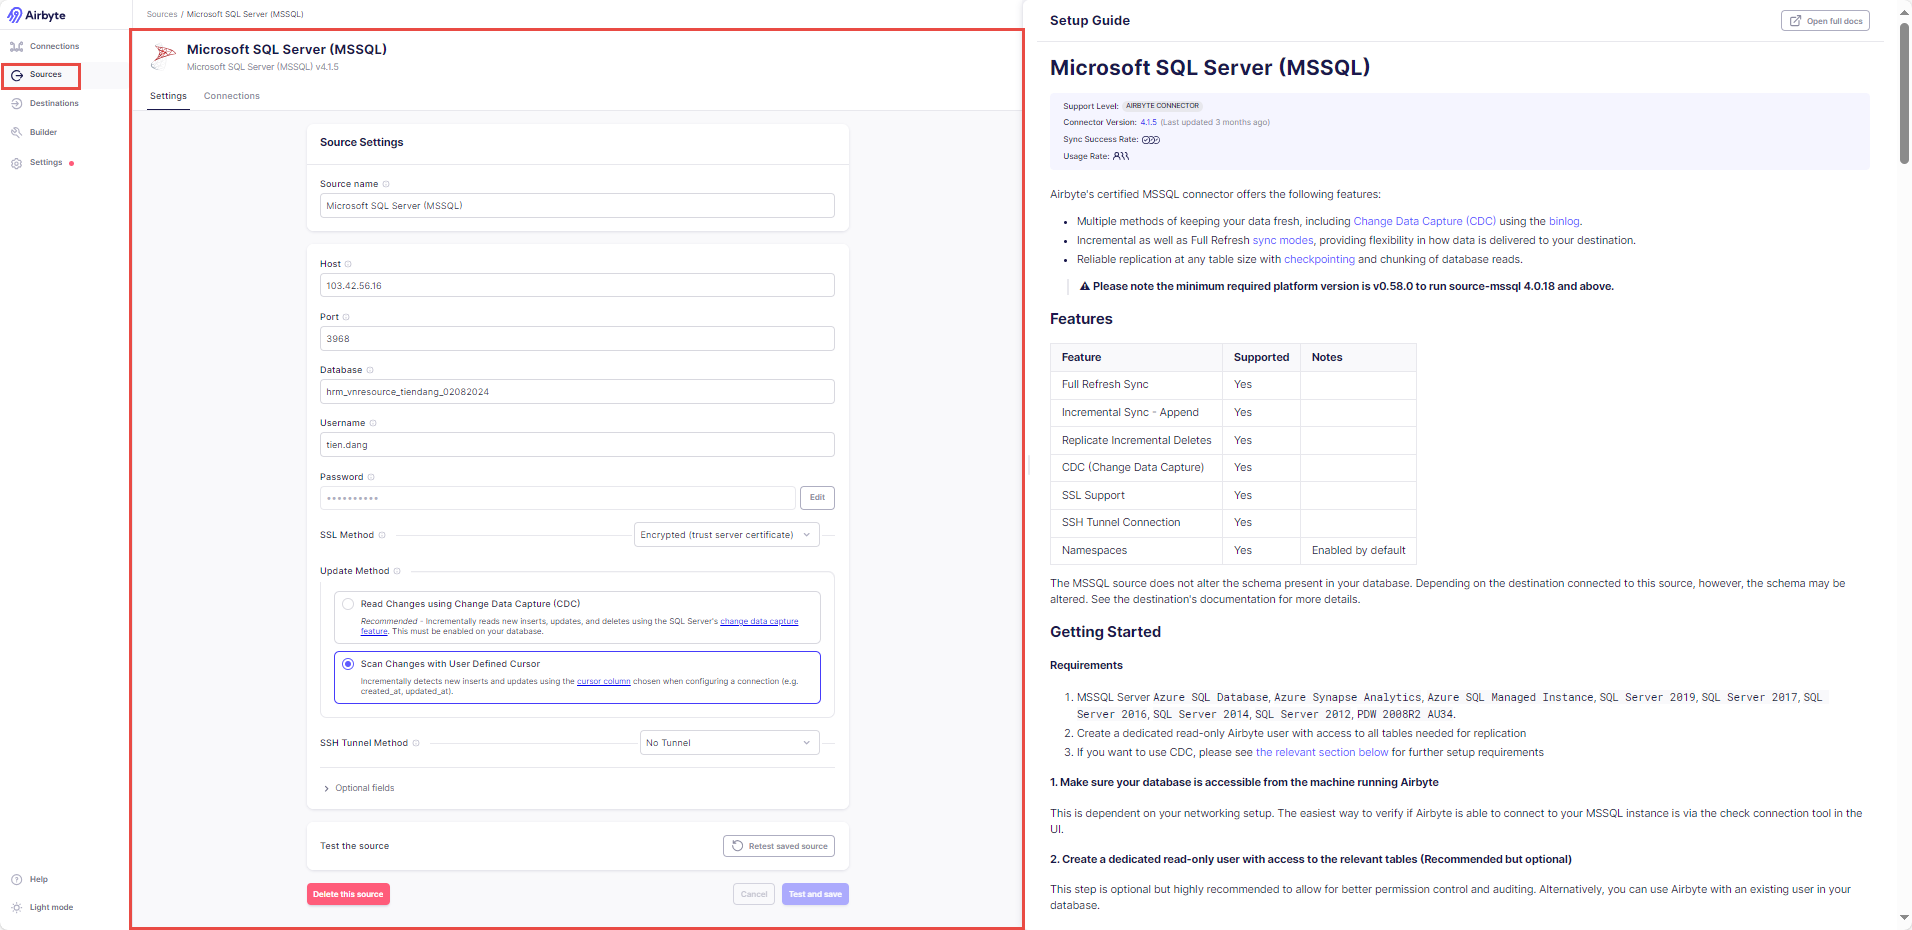 Airbyte
Connections
Sources
Destinations
Builder
Settings
Help
Light mode
Sources / Microsoft SQL Server (MSSQL)
Microsoft SQL Server (MSSQL)
Microsoft SQL Server (MSSQL) v4.1.5
Settings Connections
Source Settings
Source name
Microsoft SQL Server (MSSQL)
Host
103.42.56.16
Port
3968
Database
hrm_vnresource_tiendang_02082024
Username
tien.dang
Password
••••••••••
Edit
SSL Method
Encrypted (trust server certificate)
Update Method
Read Changes using Change Data Capture (CDC)
Recommended - Incrementally reads new inserts, updates, and deletes using the SQL Server's change data capture
feature. This must be enabled on your database.
Scan Changes with User Defined Cursor
Incrementally detects new inserts and updates using the cursor column chosen when configuring a connection (e.g.
created_at, updated_at).
SSH Tunnel Method
No Tunnel
Optional fields
Test the source
Retest saved source
Delete this source
Cancel
Test and save
Setup Guide
Open full docs
Microsoft SQL Server (MSSQL)
Support Level: AIRBYTE CONNECTOR
Connector Version: 4.1.5 (Last updated 3 months ago)
Sync Success Rate:
Usage Rate:
Airbyte's certified MSSQL connector offers the following features:
• Multiple methods of keeping your data fresh, including Change Data Capture (CDC) using the binlog.
• Incremental as well as Full Refresh sync modes, providing flexibility in how data is delivered to your destination.
• Reliable replication at any table size with checkpointing and chunking of database reads.
⚠ Please note the minimum required platform version is v0.58.0 to run source-mssql 4.0.18 and above.
Features
Feature Supported Notes
Full Refresh Sync Yes
Incremental Sync - Append Yes
Replicate Incremental Deletes Yes
CDC (Change Data Capture) Yes
SSL Support Yes
SSH Tunnel Connection Yes
Namespaces Yes Enabled by default
The MSSQL source does not alter the schema present in your database. Depending on the destination connected to this source, however, the schema may be
altered. See the destination's documentation for more details.
Getting Started
Requirements
1. MSSQL Server Azure SQL Database, Azure Synapse Analytics, Azure SQL Managed Instance, SQL Server 2019, SQL Server 2017, SQL
Server 2016, SQL Server 2014, SQL Server 2012, PDW 2008R2 AU34.
2. Create a dedicated read-only Airbyte user with access to all tables needed for replication
3. If you want to use CDC, please see the relevant section below for further setup requirements
1. Make sure your database is accessible from the machine running Airbyte
This is dependent on your networking setup. The easiest way to verify if Airbyte is able to connect to your MSSQL instance is via the check connection tool in the
UI.
2. Create a dedicated read-only user with access to the relevant tables (Recommended but optional)
This step is optional but highly recommended to allow for better permission control and auditing. Alternatively, you can use Airbyte with an existing user in your
database.